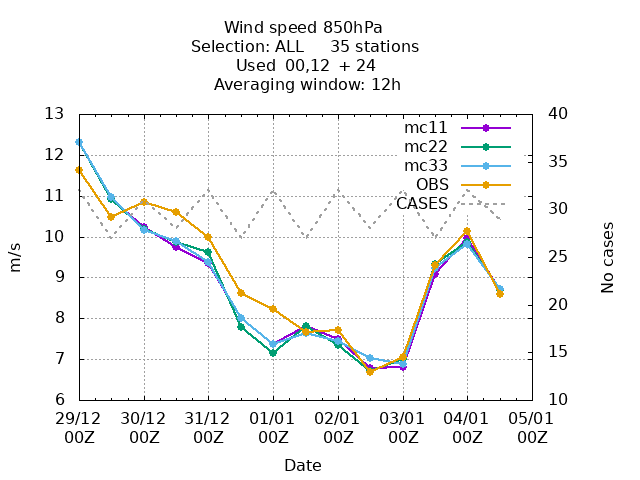 Wind speed 850hPa
Selection: ALL 35 stations
Used 00,12 + 24
Averaging window: 12h
13
12
11
10
9
8
7
6
m/s
40
35
30
25
20
15
10
No cases
mc11
mc22
mc33
OBS
CASES
29/12 30/12 31/12 01/01 02/01 03/01 04/01 05/01
00Z 00Z 00Z 00Z 00Z 00Z 00Z 00Z
Date